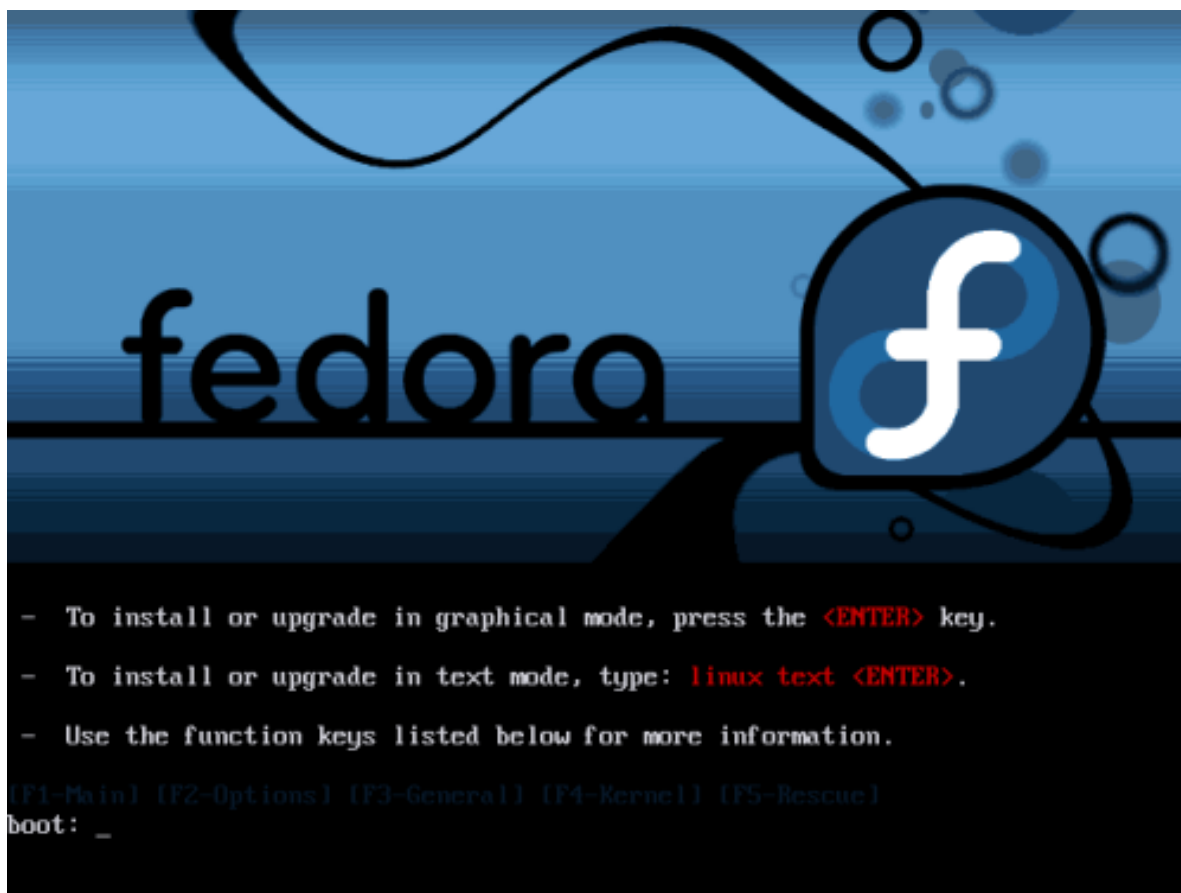 fedora
- To install or upgrade in graphical mode, press the <ENTER> key.
- To install or upgrade in text mode, type: linux text <ENTER>.
- Use the function keys listed below for more information.
[F1-Main] [F2-Options] [F3-General] [F4-Kernel] [F5-Rescue]
boot: _